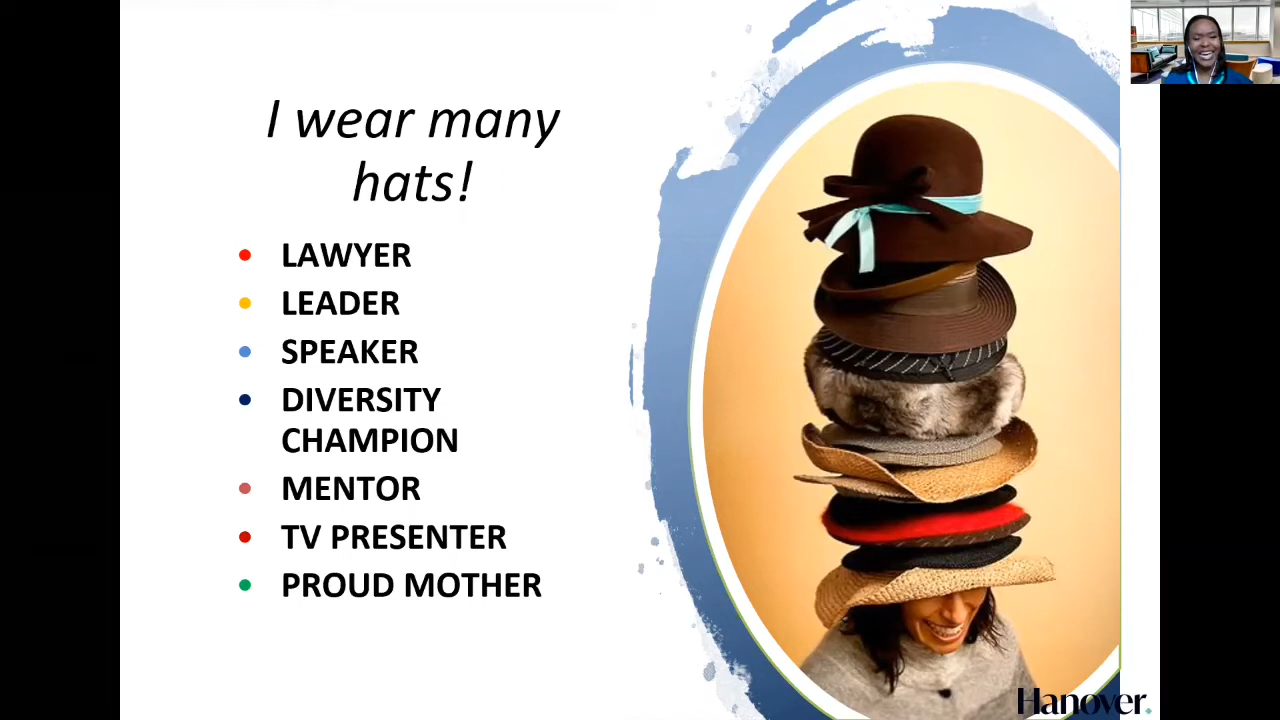 I wear many
hats!
LAWYER
LEADER
SPEAKER
DIVERSITY
CHAMPION
MENTOR
TV PRESENTER
PROUD MOTHER
Hanover.